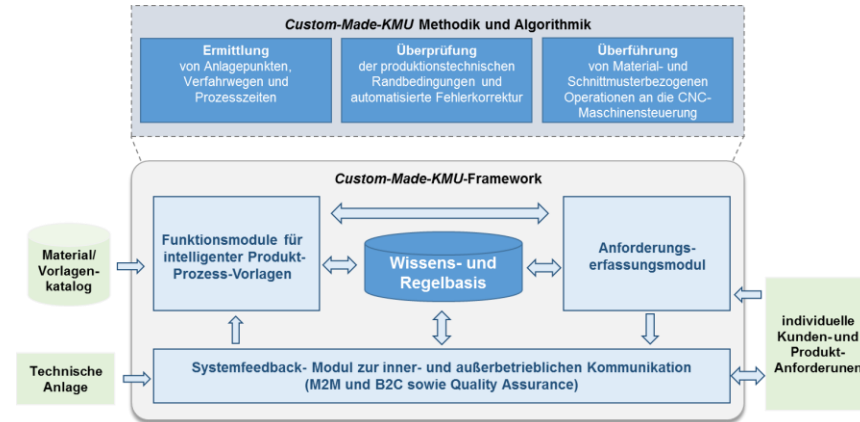 Custom-Made-KMU Methodik und Algorithmik
Ermittlung
von Anlagepunkten,
Verfahrwegen und
Prozesszeiten
Überprüfung
der produktionstechnischen
Randbedingungen und
automatisierte Fehlerkorrektur
Überführung
von Material- und
Schnittmusterbezogenen
Operationen an die CNC-
Maschinensteuerung
Custom-Made-KMU-Framework
Material/
Vorlagen-
katalog
Funktionsmodule für
intelligenter Produkt-
Prozess-Vorlagen
Wissens- und
Regelbasis
Anforderungs-
erfassungsmodul
individuelle
Kunden-und
Produkt-
Anforderunen
Technische
Anlage
Systemfeedback- Modul zur inner- und außerbetrieblichen Kommunikation
(M2M und B2C sowie Quality Assurance)